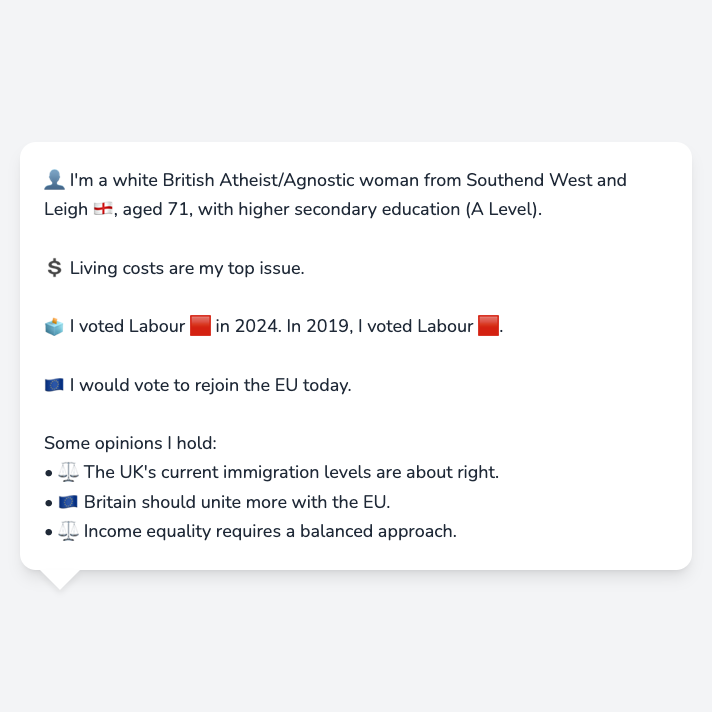 👤 I'm a white British Atheist/Agnostic woman from Southend West and
Leigh 🏴󠁧󠁢󠁥󠁮󠁧󠁿, aged 71, with higher secondary education (A Level).
💲 Living costs are my top issue.
🗳️ I voted Labour 🟥 in 2024. In 2019, I voted Labour 🟥.
🇪🇺 I would vote to rejoin the EU today.
Some opinions I hold:
• ⚖️ The UK's current immigration levels are about right.
• 🇪🇺 Britain should unite more with the EU.
• ⚖️ Income equality requires a balanced approach.